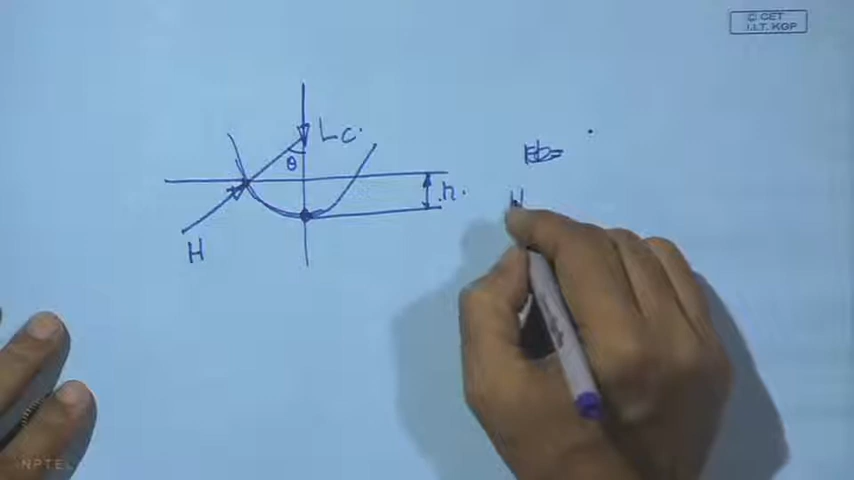 © CET
I.I.T. KGP
Lc.
θ
h.
H
H
NPTEL